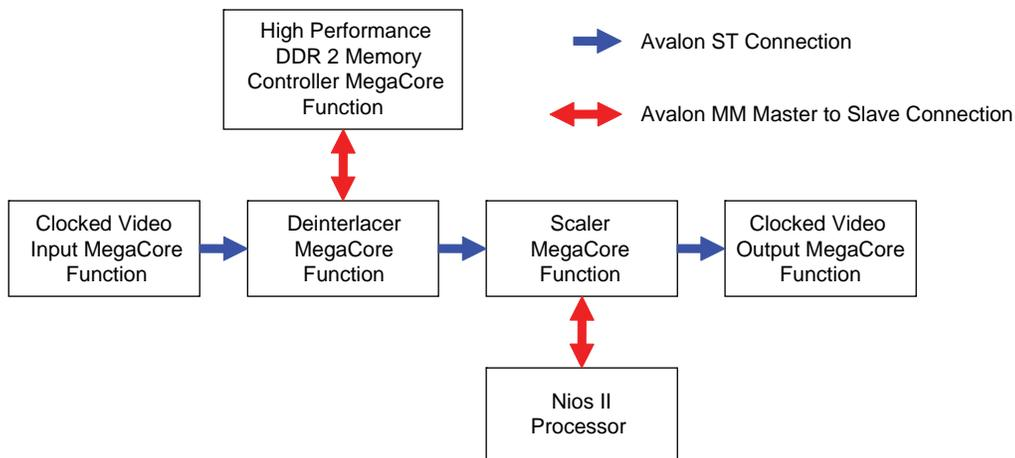 High Performance
DDR 2 Memory
Controller MegaCore
Function
Avalon ST Connection
Avalon MM Master to Slave Connection
Clocked Video
Input MegaCore
Function
Deinterlacer
MegaCore
Function
Scaler
MegaCore
Function
Clocked Video
Output MegaCore
Function
Nios II
Processor